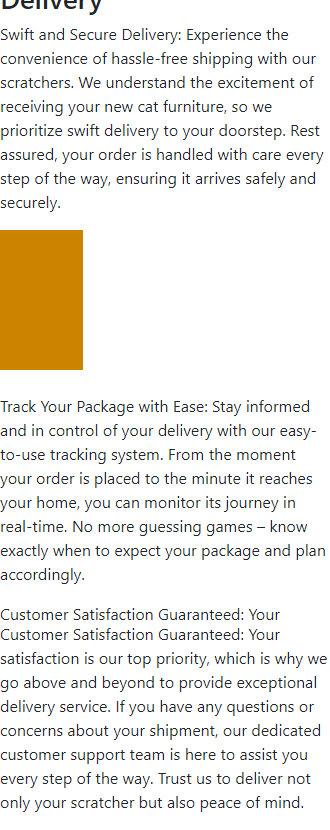 Delivery
Swift and Secure Delivery: Experience the
convenience of hassle-free shipping with our
scratchers. We understand the excitement of
receiving your new cat furniture, so we
prioritize swift delivery to your doorstep. Rest
assured, your order is handled with care every
step of the way, ensuring it arrives safely and
securely.
Track Your Package with Ease: Stay informed
and in control of your delivery with our easy-
to-use tracking system. From the moment
your order is placed to the minute it reaches
your home, you can monitor its journey in
real-time. No more guessing games – know
exactly when to expect your package and plan
accordingly.
Customer Satisfaction Guaranteed: Your
Customer Satisfaction Guaranteed: Your
satisfaction is our top priority, which is why we
go above and beyond to provide exceptional
delivery service. If you have any questions or
concerns about your shipment, our dedicated
customer support team is here to assist you
every step of the way. Trust us to deliver not
only your scratcher but also peace of mind.